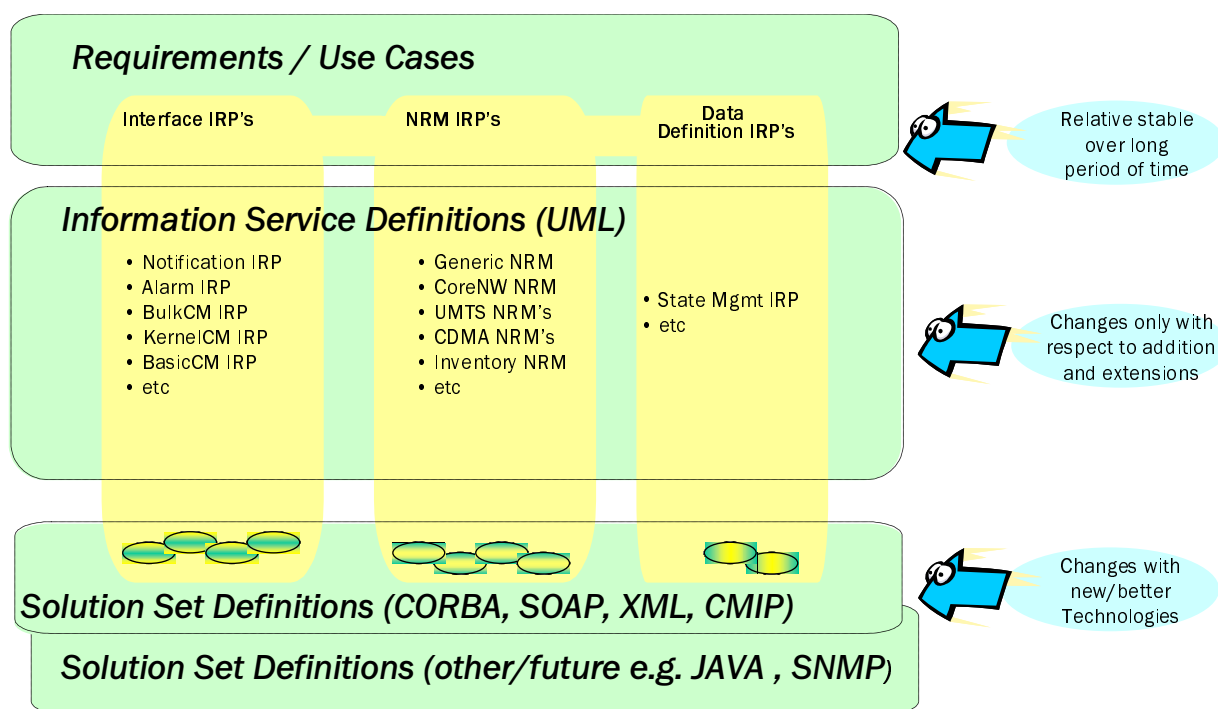 Requirements / Use Cases
Interface IRP's
NRM IRP's
Data
Definition IRP's
Relative stable
over long
period of time
Information Service Definitions (UML)
• Notification IRP
• Alarm IRP
• BulkCM IRP
• KernelCM IRP
• BasicCM IRP
• etc
• Generic NRM
• CoreNW NRM
• UMTS NRM's
• CDMA NRM's
• Inventory NRM
• etc
• State Mgmt IRP
• etc
Changes only with
respect to addition
and extensions
Solution Set Definitions (CORBA, SOAP, XML, CMIP)
Changes with
new/better
Technologies
Solution Set Definitions (other/future e.g. JAVA , SNMP)